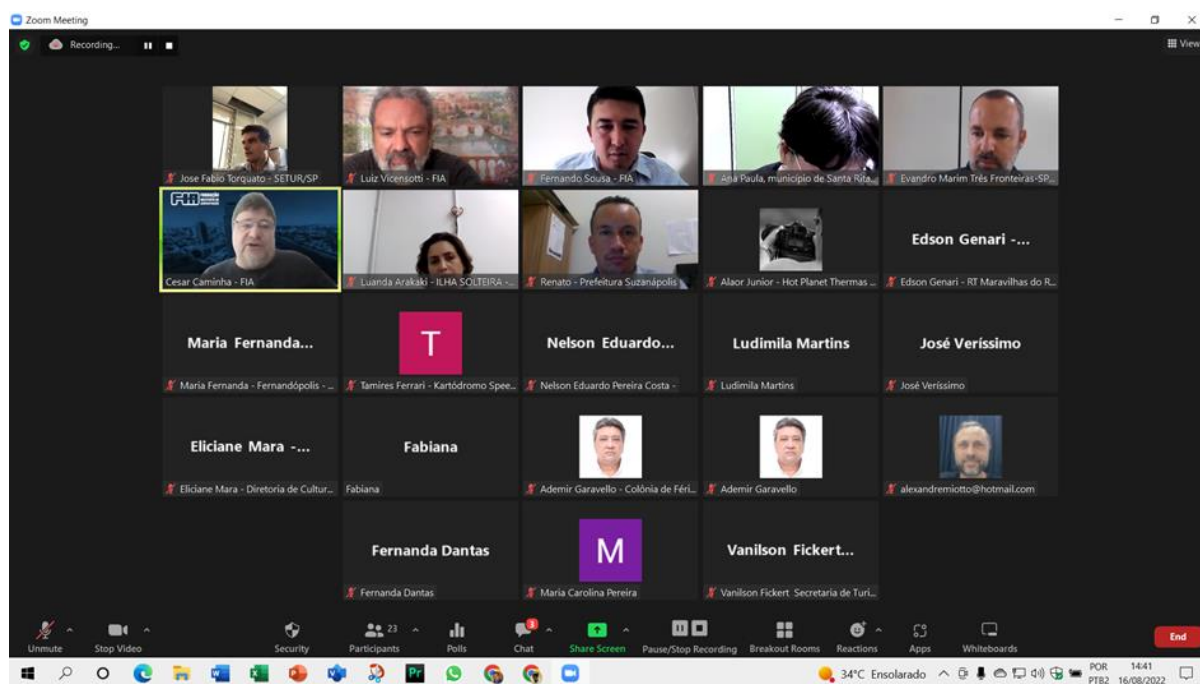 Zoom Meeting
Recording...
View
Jose Fabio Torquato - SETUR/SP
Luiz Vicensotti - FIA
Fernando Sousa - FIA
Ana Paula, município de Santa Rita...
Evandro Marim Três Fronteiras-SP...
FIA
Cesar Caminha - FIA
Luanda Arakaki - ILHA SOLTEIRA -...
Renato - Prefeitura Suzanápolis
Alaor Junior - Hot Planet Thermas ...
Edson Genari -...
Edson Genari - RT Maravilhas do R...
Maria Fernanda...
Maria Fernanda - Fernandópolis - ...
T
Tamires Ferrari - Kartódromo Spee...
Nelson Eduardo...
Nelson Eduardo Pereira Costa -
Ludimila Martins
Ludimila Martins
José Veríssimo
José Veríssimo
Eliciane Mara -...
Eliciane Mara - Diretoria de Cultur...
Fabiana
Fabiana
Ademir Garavello - Colônia de Féri...
Ademir Garavello
alexandremiotto@hotmail.com
Fernanda Dantas
Fernanda Dantas
M
Maria Carolina Pereira
Vanilson Fickert...
Vanilson Fickert Secretaria de Turi...
Unmute
Stop Video
Security
23
Participants
Polls
3
Chat
Share Screen
Pause/Stop Recording
Breakout Rooms
Reactions
Apps
Whiteboards
End
Pr
34°C Ensolarado
POR
PTB2
14:41
16/08/2022